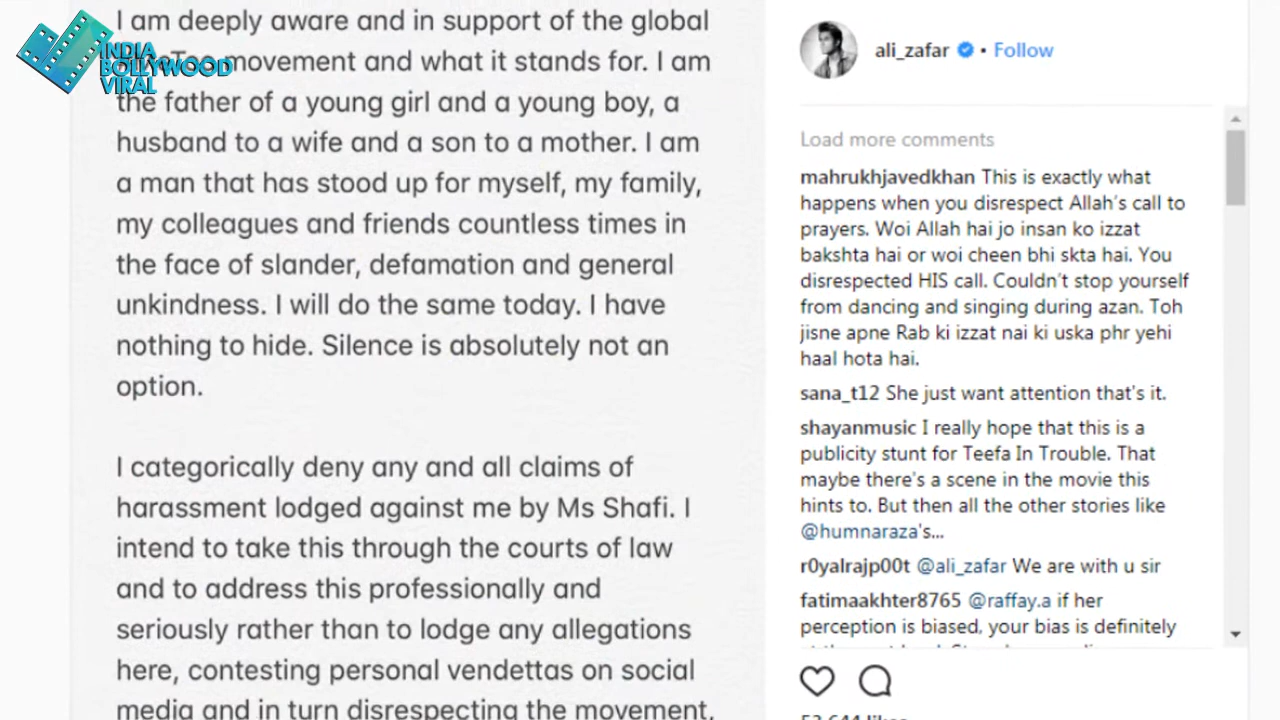 INDIA
BOLLYWOOD
VIRAL
I am deeply aware and in support of the global
movement and what it stands for. I am
the father of a young girl and a young boy, a
husband to a wife and a son to a mother. I am
a man that has stood up for myself, my family,
my colleagues and friends countless times in
the face of slander, defamation and general
unkindness. I will do the same today. I have
nothing to hide. Silence is absolutely not an
option.
I categorically deny any and all claims of
harassment lodged against me by Ms Shafi. I
intend to take this through the courts of law
and to address this professionally and
seriously rather than to lodge any allegations
here, contesting personal vendettas on social
media and in turn disrespecting the movement,
ali_zafar • Follow
Load more comments
mahrukhjavedkhan This is exactly what
happens when you disrespect Allah's call to
prayers. Woi Allah hai jo insan ko izzat
bakshta hai or woi cheen bhi skta hai. You
disrespected HIS call. Couldn't stop yourself
from dancing and singing during azan. Toh
jisne apne Rab ki izzat nai ki uska phr yehi
haal hota hai.
sana_t12 She just want attention that's it.
shayanmusic I really hope that this is a
publicity stunt for Teefa In Trouble. That
maybe there's a scene in the movie this
hints to. But then all the other stories like
@humnaraza's...
r0yalrajp00t @ali_zafar We are with u sir
fatimaakhter8765 @raffay.a if her
perception is biased, your bias is definitely
53,644 likes